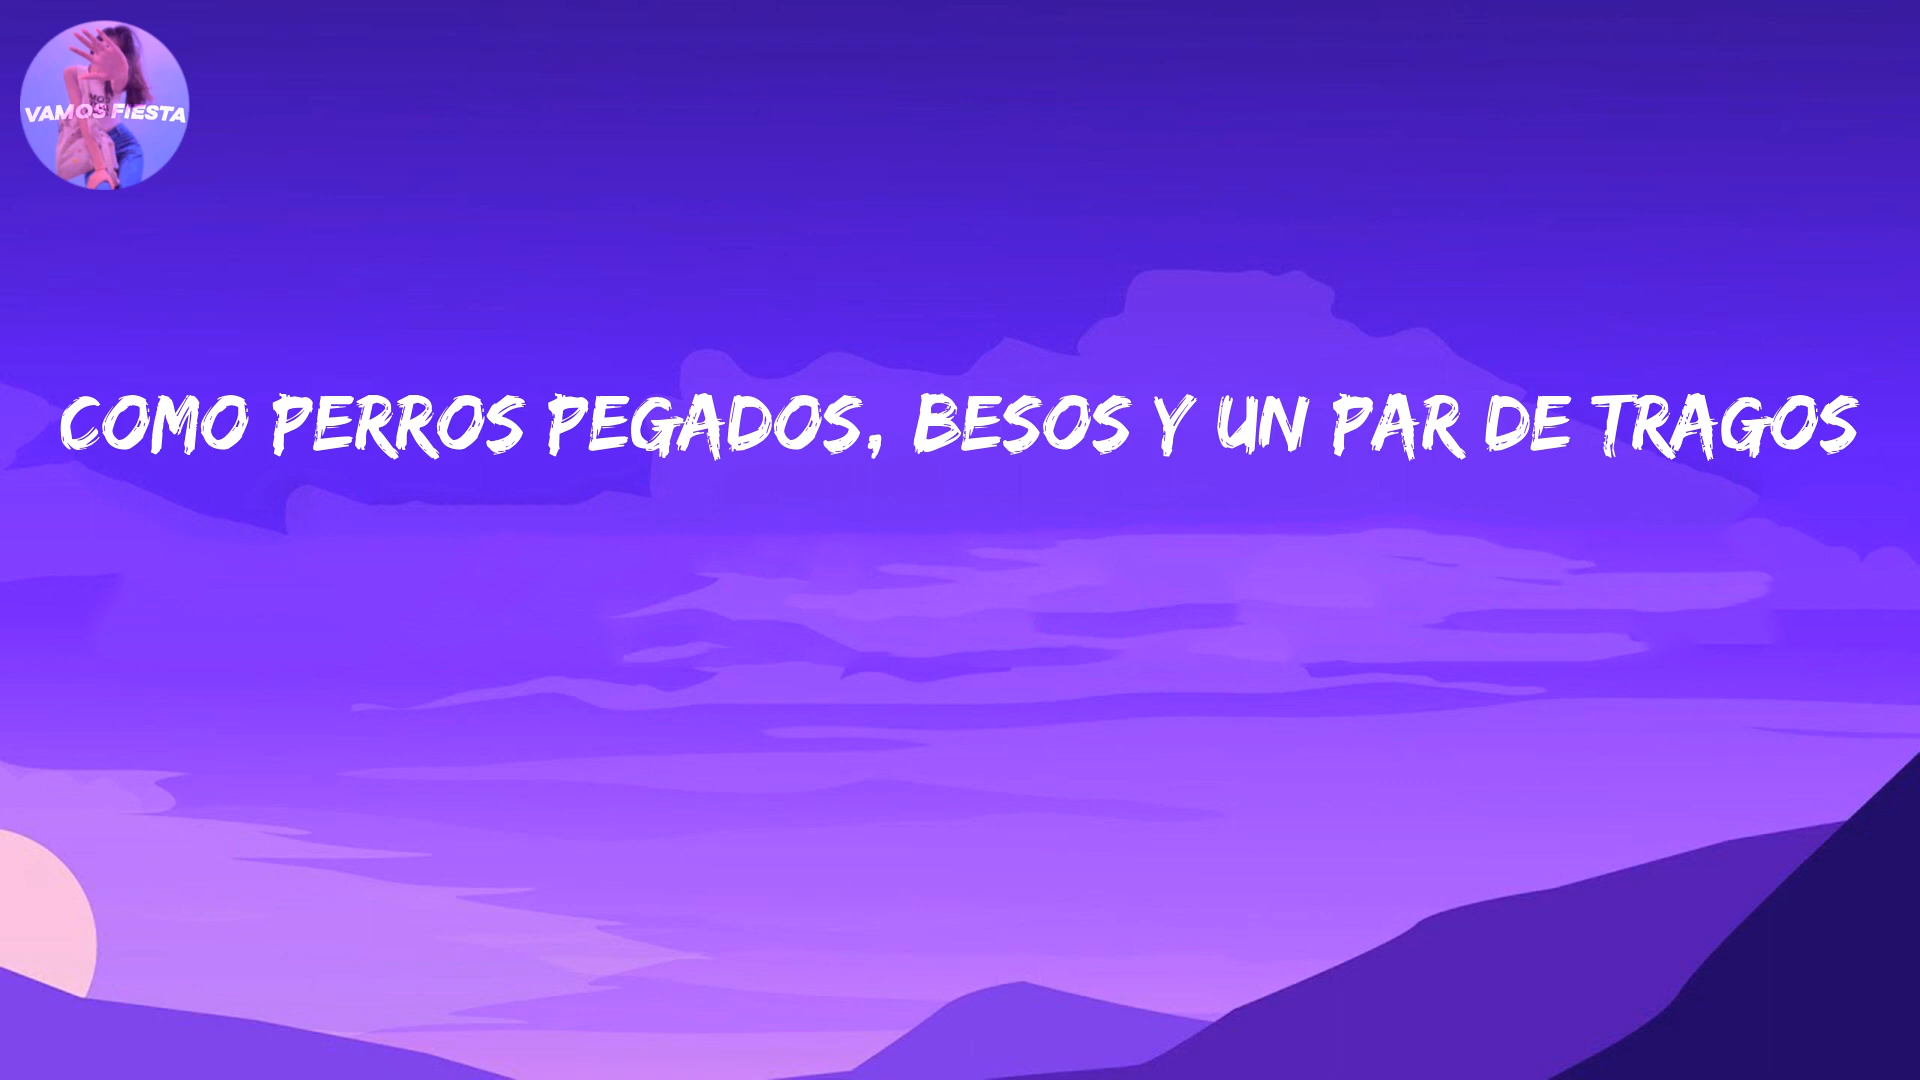 VAMOS FIESTA
COMO PERROS PEGADOS, BESOS Y UN PAR DE TRAGOS